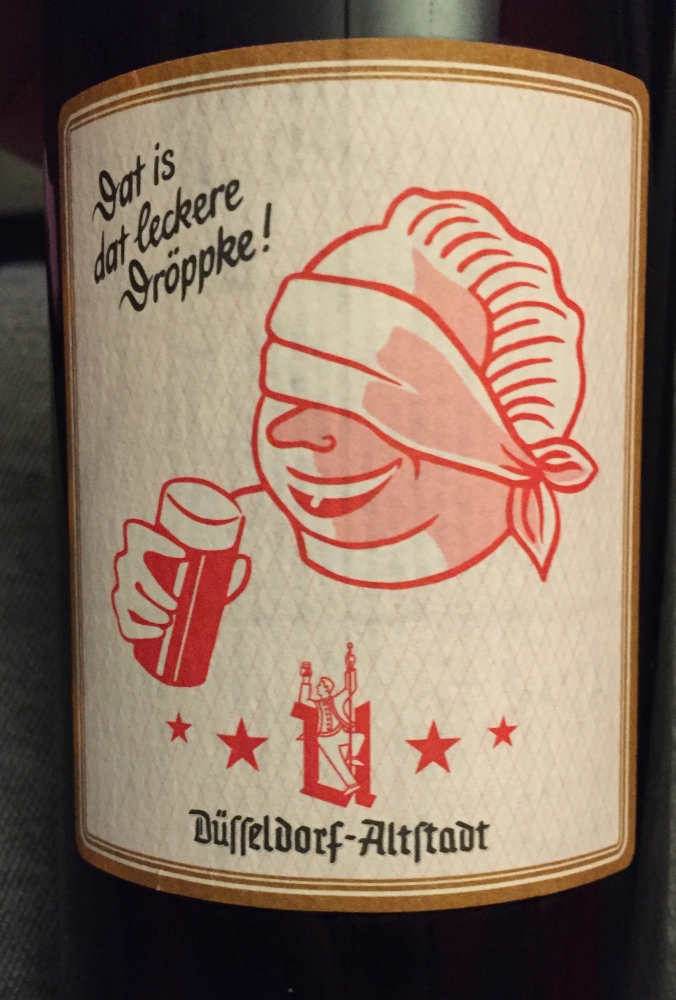 Dat is
dat leckere
Dröppke!
U
Düſſeldorf-Altſtadt